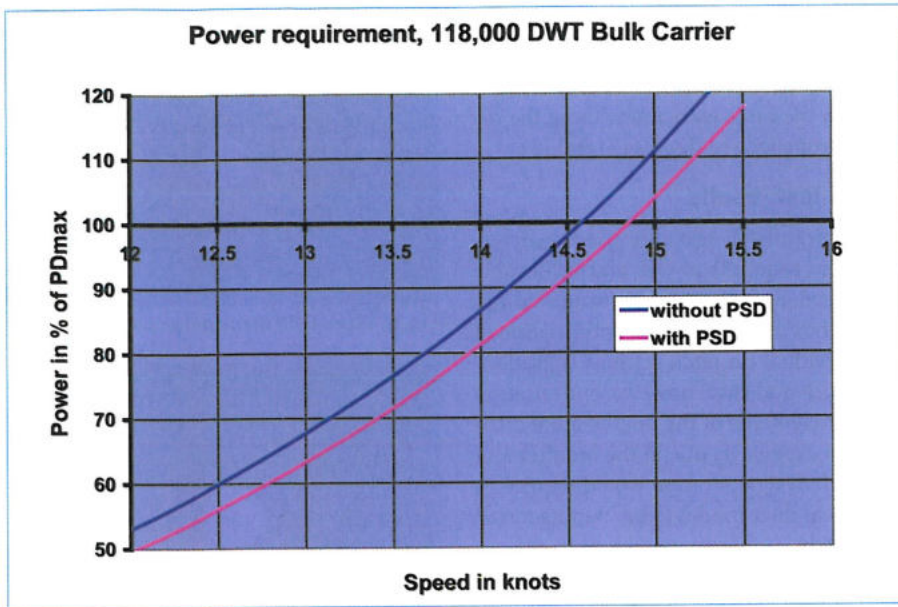 Power requirement, 118,000 DWT Bulk Carrier
120
110
100
90
80
70
60
50
12 12.5 13 13.5 14 14.5 15 15.5 16
Power in % of PDmax
without PSD
with PSD
Speed in knots